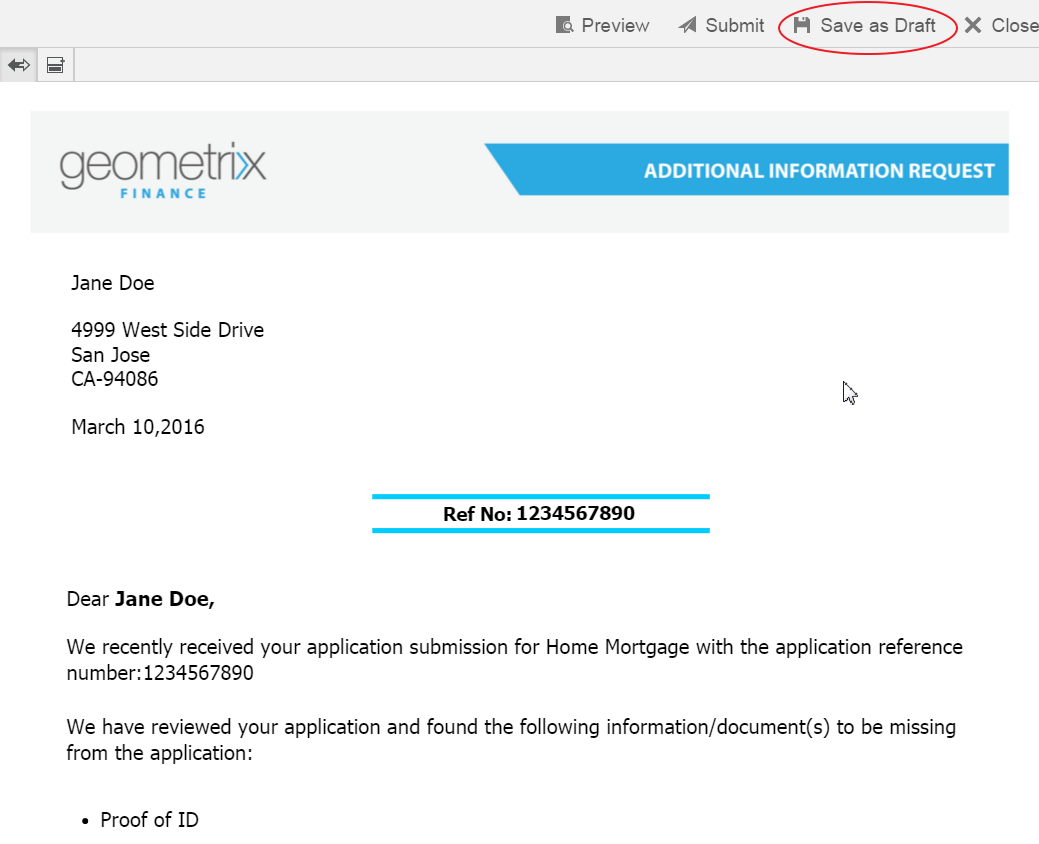 Preview Submit Save as Draft Close
geometrixx
FINANCE
ADDITIONAL INFORMATION REQUEST
Jane Doe
4999 West Side Drive
San Jose
CA-94086
March 10,2016
Ref No: 1234567890
Dear Jane Doe,
We recently received your application submission for Home Mortgage with the application reference
number:1234567890
We have reviewed your application and found the following information/document(s) to be missing
from the application:
• Proof of ID